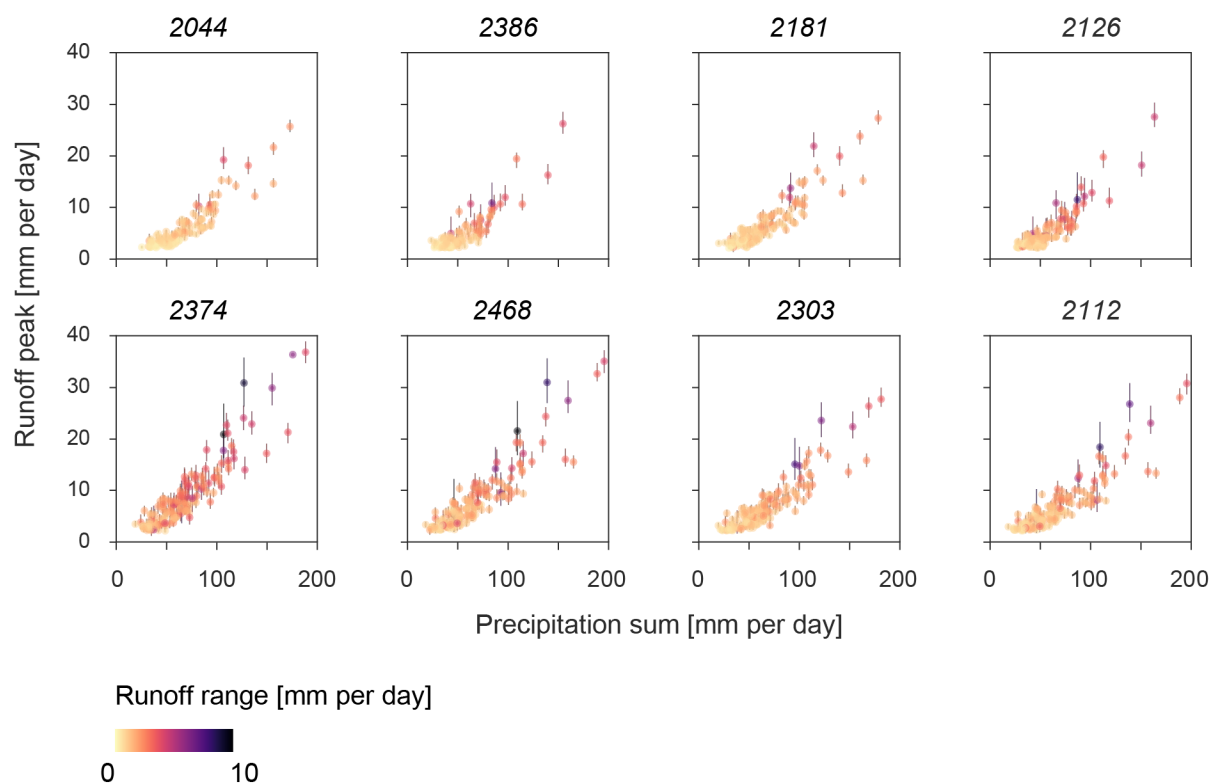 2044 2386 2181 2126
40
30
20
10
0
2374 2468 2303 2112
40
30
20
10
0
0 100 200 0 100 200 0 100 200 0 100 200
Runoff peak [mm per day]
Precipitation sum [mm per day]
Runoff range [mm per day]
0 10